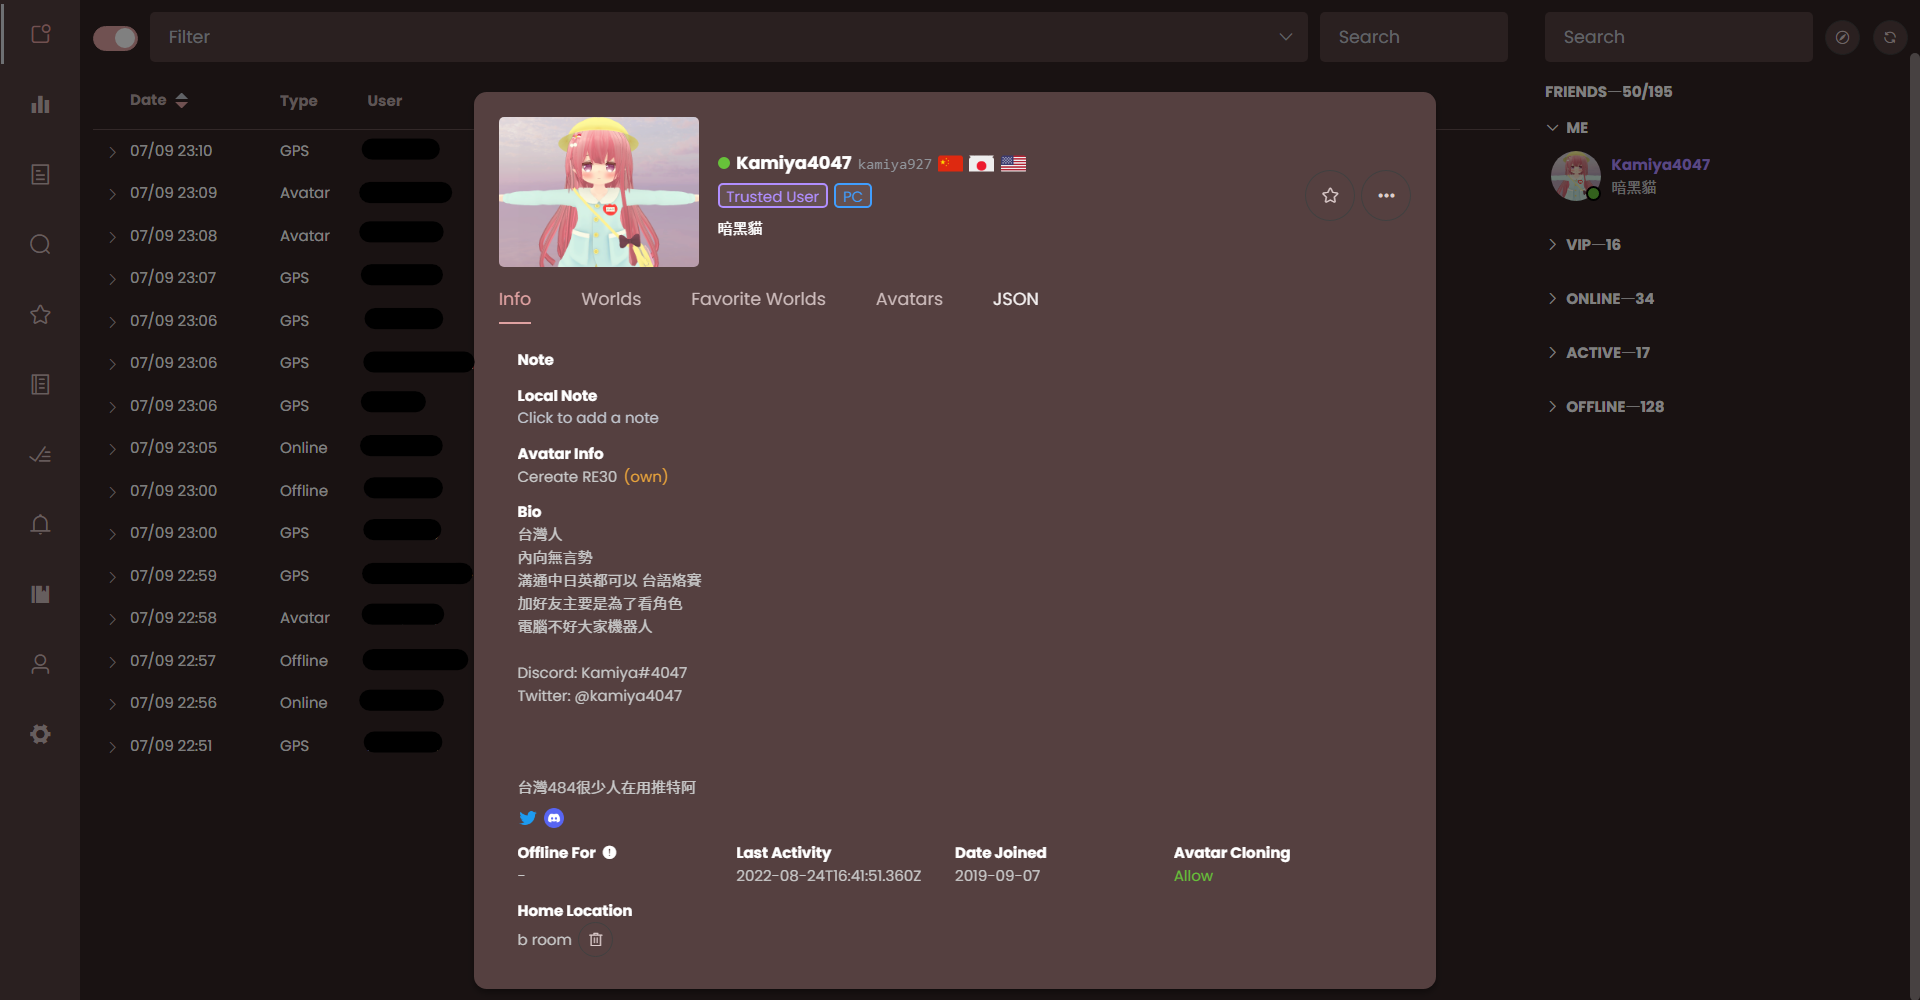 Filter
Search
Search
Date
Type
User
07/09 23:10
GPS
07/09 23:09
Avatar
07/09 23:08
Avatar
07/09 23:07
GPS
07/09 23:06
GPS
07/09 23:06
GPS
07/09 23:06
GPS
07/09 23:05
Online
07/09 23:00
Offline
07/09 23:00
GPS
07/09 22:59
GPS
07/09 22:58
Avatar
07/09 22:57
Offline
07/09 22:56
Online
07/09 22:51
GPS
Kamiya4047 kamiya927
Trusted User PC
暗黑貓
Info
Worlds
Favorite Worlds
Avatars
JSON
Note
Local Note
Click to add a note
Avatar Info
Cereate RE30 (own)
Bio
台灣人
內向無言勢
溝通中日英都可以 台語烙賽
加好友主要是為了看角色
電腦不好大家機器人
Discord: Kamiya#4047
Twitter: @kamiya4047
台灣484很少人在用推特阿
Offline For
-
Last Activity
2022-08-24T16:41:51.360Z
Date Joined
2019-09-07
Avatar Cloning
Allow
Home Location
b room
FRIENDS—50/195
ME
Kamiya4047
暗黑貓
VIP—16
ONLINE—34
ACTIVE—17
OFFLINE—128